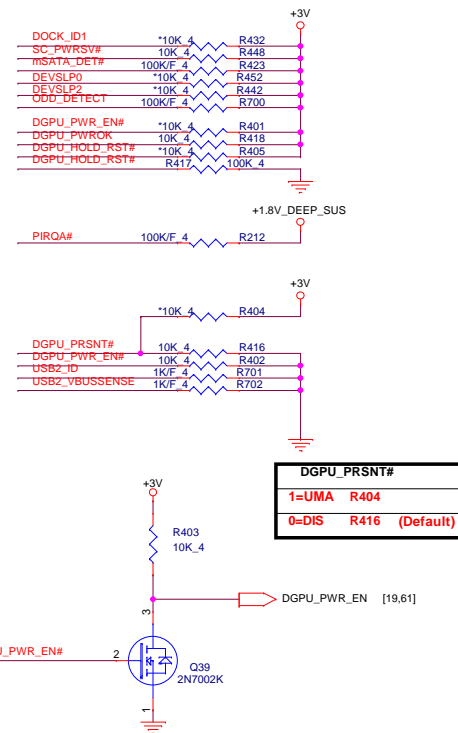 +3V
DOCK_ID1 *10K_4 R432
SC_PWRSV# 10K_4 R448
mSATA_DET# 100K/F_4 R423
DEVSLP0 *10K_4 R452
DEVSLP2 *10K_4 R442
ODD_DETECT 100K/F_4 R700
DGPU_PWR_EN# *10K_4 R401
DGPU_PWROK 10K_4 R418
DGPU_HOLD_RST# *10K_4 R405
DGPU_HOLD_RST# R417 100K_4
+1.8V_DEEP_SUS
PIRQA# 100K/F_4 R212
+3V
*10K_4 R404
DGPU_PRSNT# 10K_4 R416
DGPU_PWR_EN# 10K_4 R402
USB2_ID 1K/F_4 R701
USB2_VBUSSENSE 1K/F_4 R702
DGPU_PRSNT#
1=UMA R404
0=DIS R416 (Default)
+3V
R403
10K_4
DGPU_PWR_EN [19,61]
3
PU_PWR_EN# 2
Q39
2N7002K
1